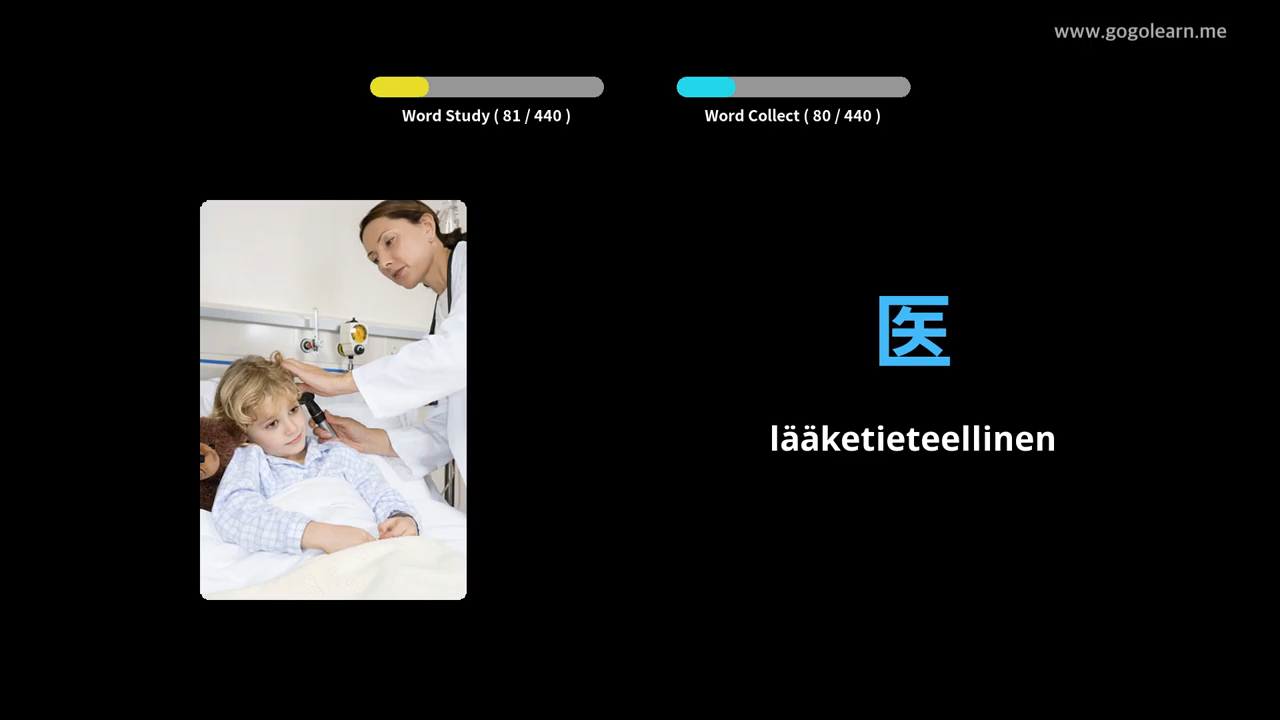 www.gogolearn.me
Word Study ( 81 / 440 )
Word Collect ( 80 / 440 )
医
lääketieteellinen